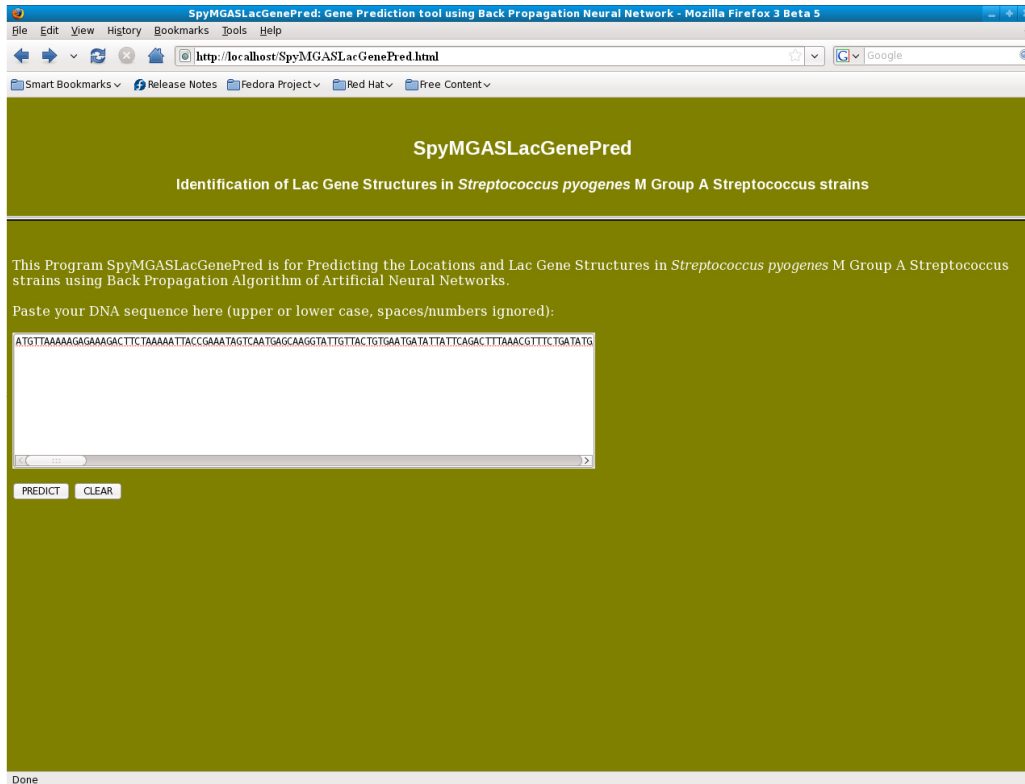 SpyMGASLacGenePred: Gene Prediction tool using Back Propagation Neural Network - Mozilla Firefox 3 Beta 5
File Edit View History Bookmarks Tools Help
http://localhost/SpyMGASLacGenePred.html
G Google
Smart Bookmarks Release Notes Fedora Project Red Hat Free Content
SpyMGASLacGenePred
Identification of Lac Gene Structures in Streptococcus pyogenes M Group A Streptococcus strains
This Program SpyMGASLacGenePred is for Predicting the Locations and Lac Gene Structures in Streptococcus pyogenes M Group A Streptococcus
strains using Back Propagation Algorithm of Artificial Neural Networks.
Paste your DNA sequence here (upper or lower case, spaces/numbers ignored):
ATGTTAAAAAGAGAAAGACTTCTAAAAATTACCGAAATAGTCAATGAGCAAGGTATTGTTACTGTGAATGATATTATTCAGACTTTAAACGTTTCTGATATG
PREDICT CLEAR
Done